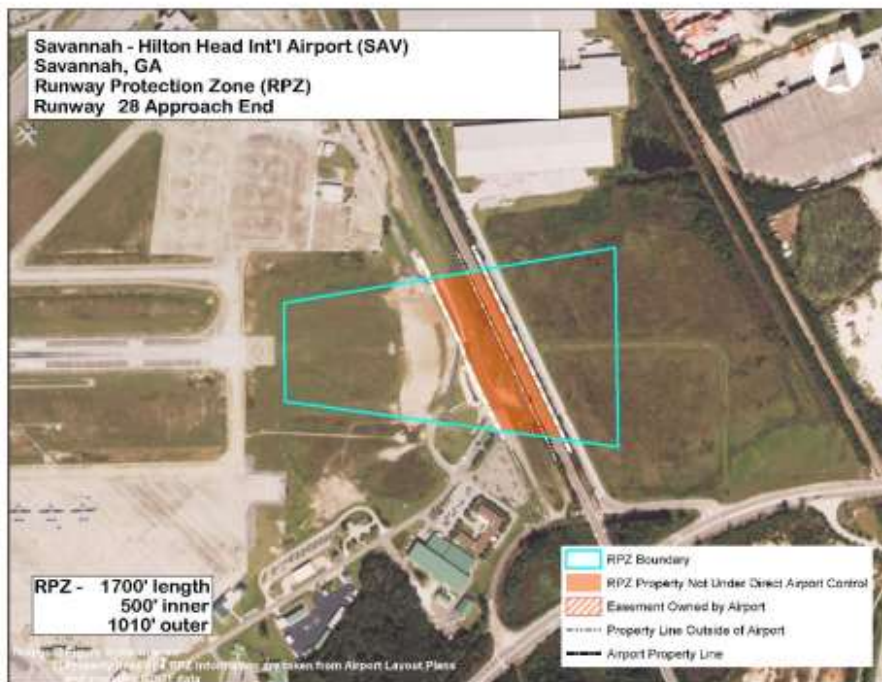 Savannah - Hilton Head Int'l Airport (SAV)
Savannah, GA
Runway Protection Zone (RPZ)
Runway 28 Approach End
RPZ Boundary
RPZ Property Not Under Direct Airport Control
Easement Owned by Airport
Property Line Outside of Airport
Airport Property Line
RPZ - 1700' length
500' inner
1010' outer
RPZ Information are taken from Airport Layout Plans
data